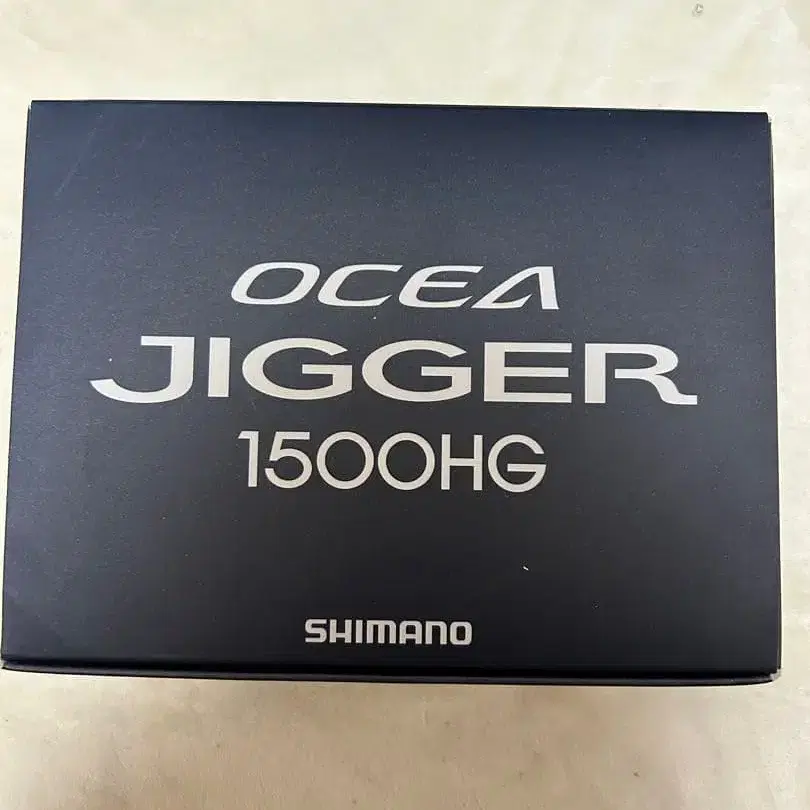 OCEA
JIGGER
1500HG
SHIMANO